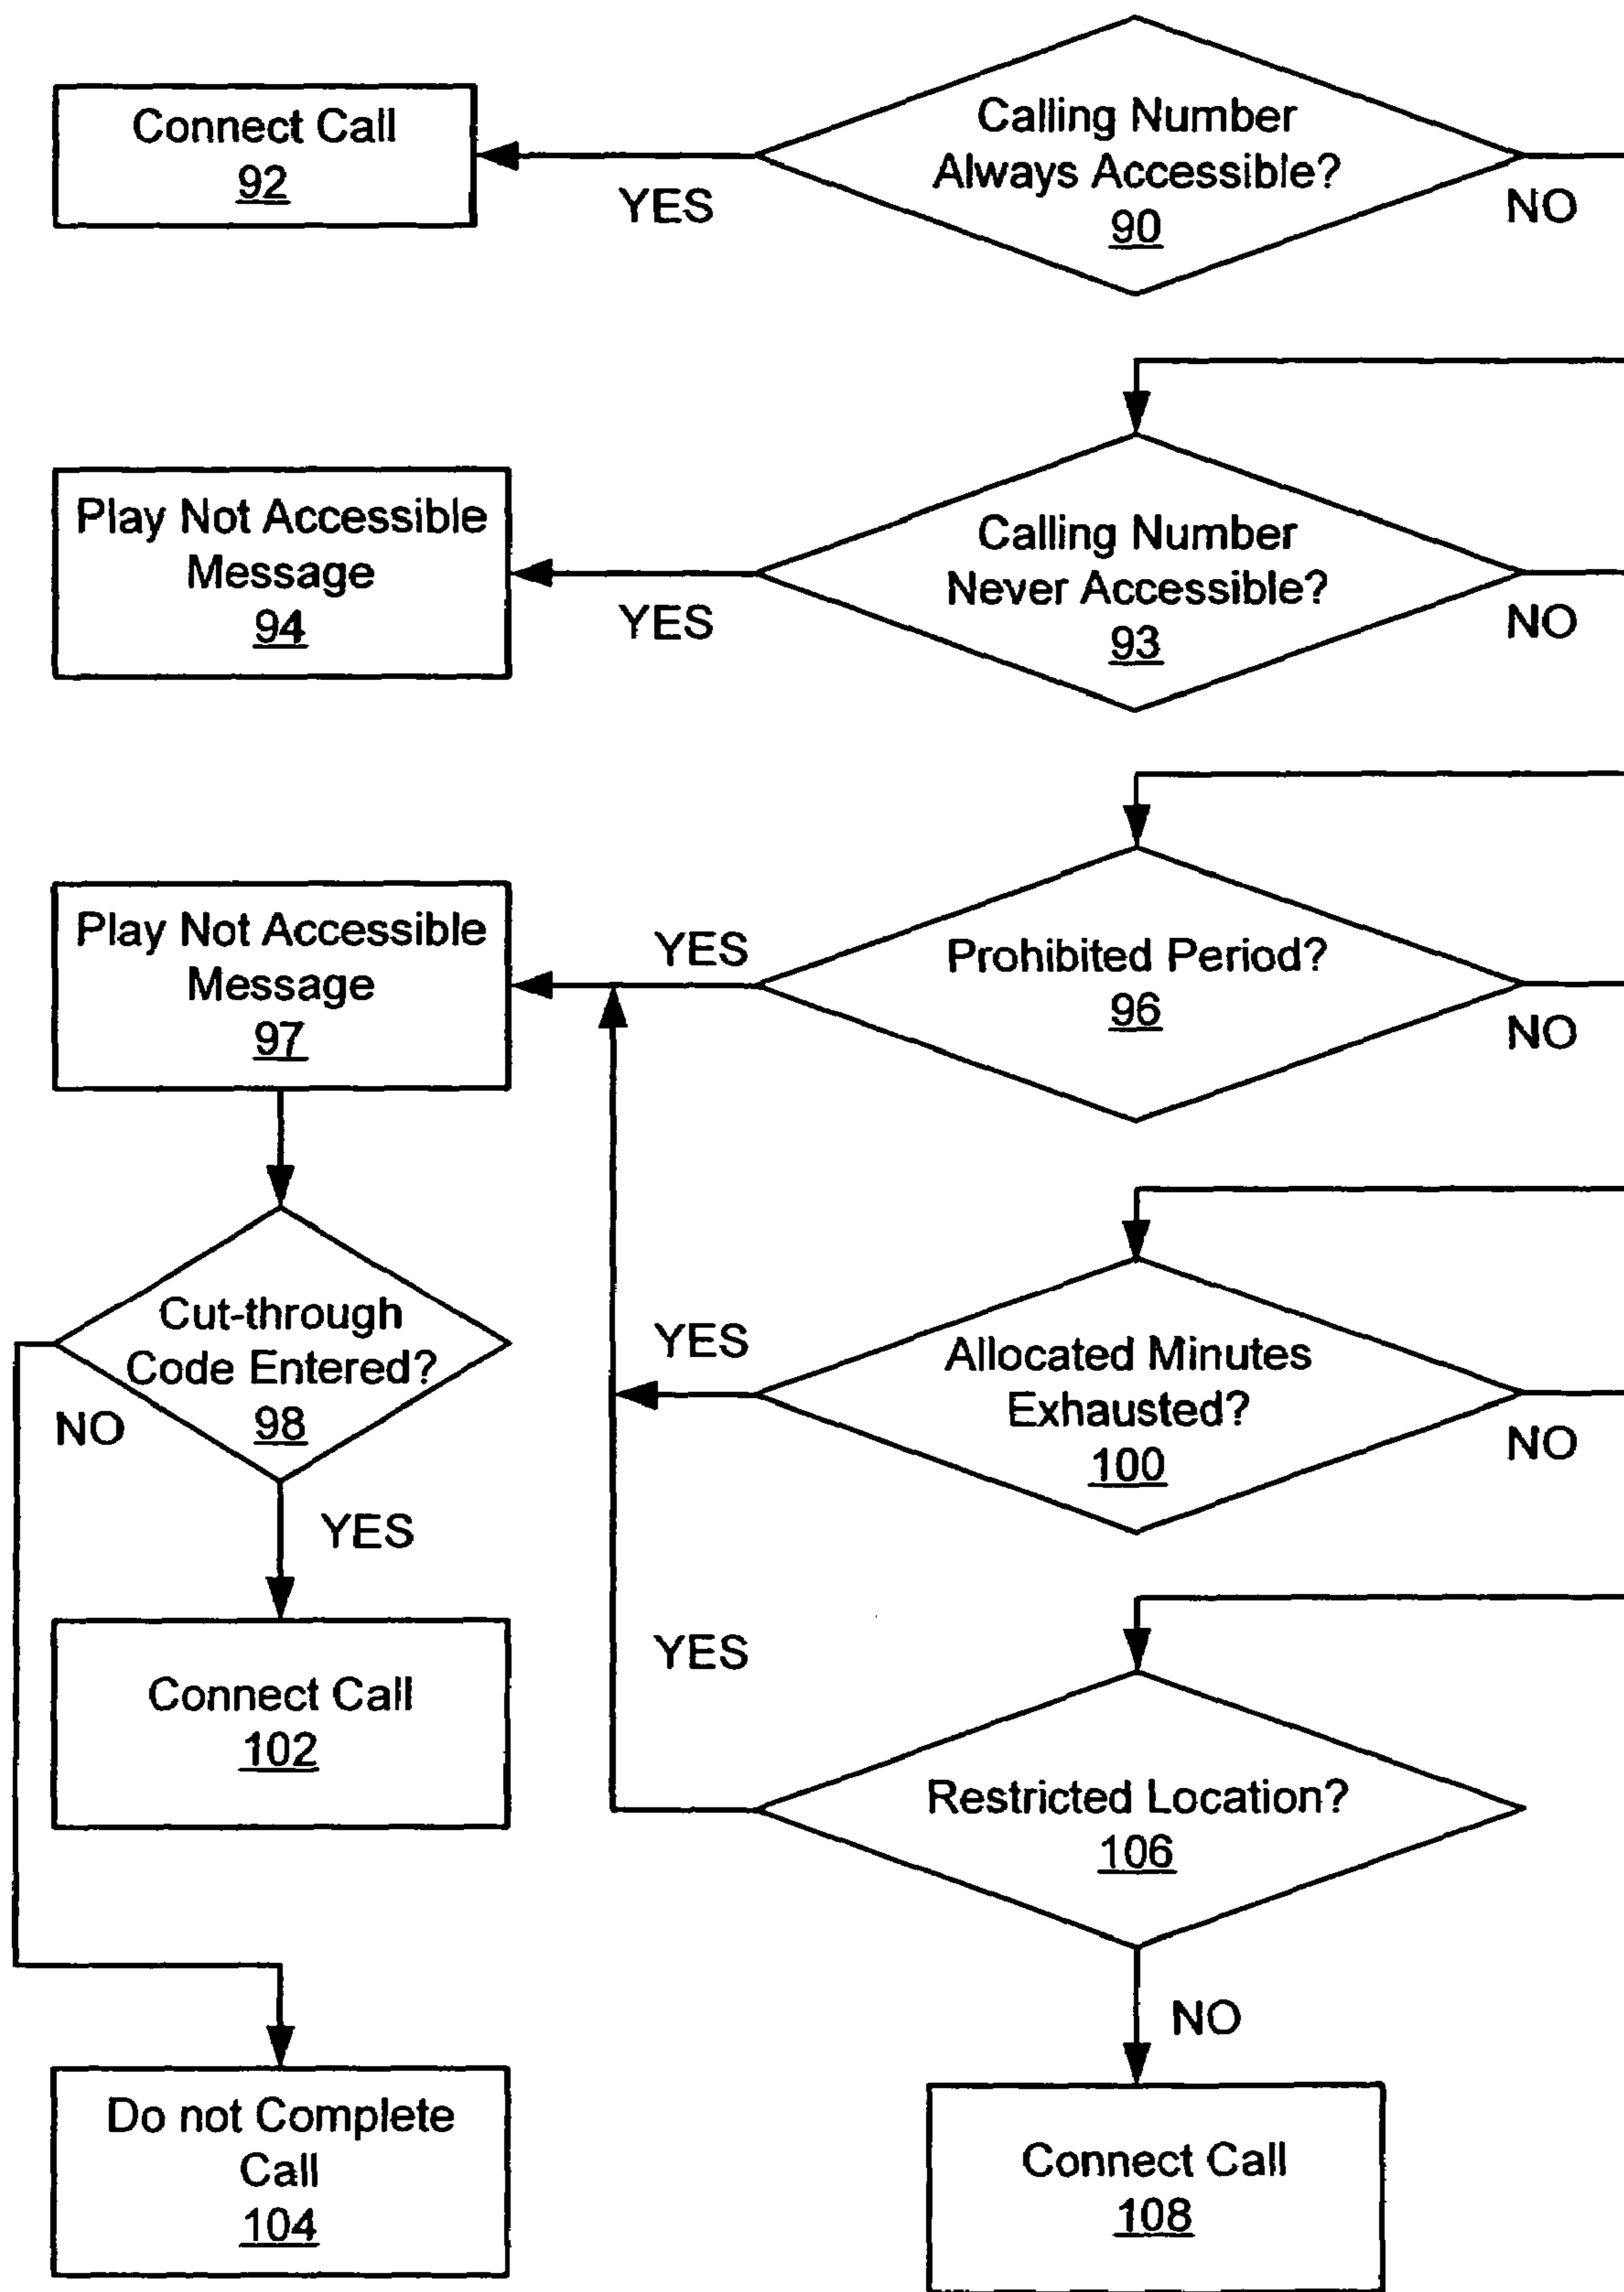 Calling Number
Always Accessible?
90
YES
NO
Connect Call
92
Calling Number
Never Accessible?
93
YES
NO
Play Not Accessible
Message
94
Prohibited Period?
96
YES
NO
Play Not Accessible
Message
97
Cut-through
Code Entered?
98
NO
YES
Allocated Minutes
Exhausted?
100
YES
NO
Connect Call
102
Restricted Location?
106
YES
NO
Do not Complete
Call
104
Connect Call
108